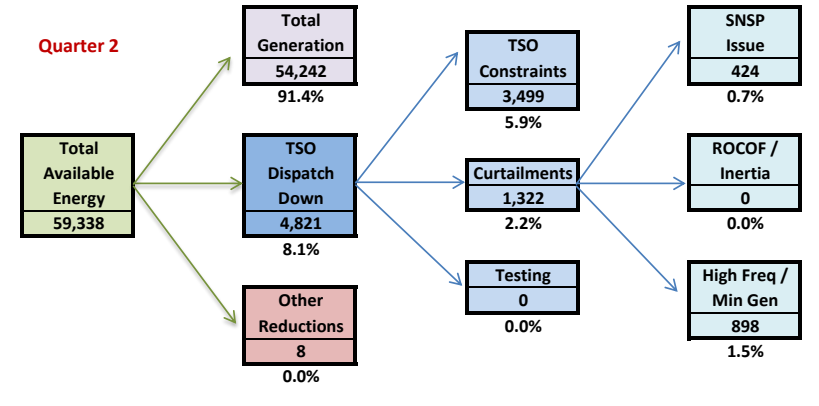 Quarter 2
Total
Available
Energy
59,338
Total
Generation
54,242
91.4%
TSO
Dispatch
Down
4,821
8.1%
Other
Reductions
8
0.0%
TSO
Constraints
3,499
5.9%
Curtailments
1,322
2.2%
Testing
0
0.0%
SNSP
Issue
424
0.7%
ROCOF /
Inertia
0
0.0%
High Freq /
Min Gen
898
1.5%